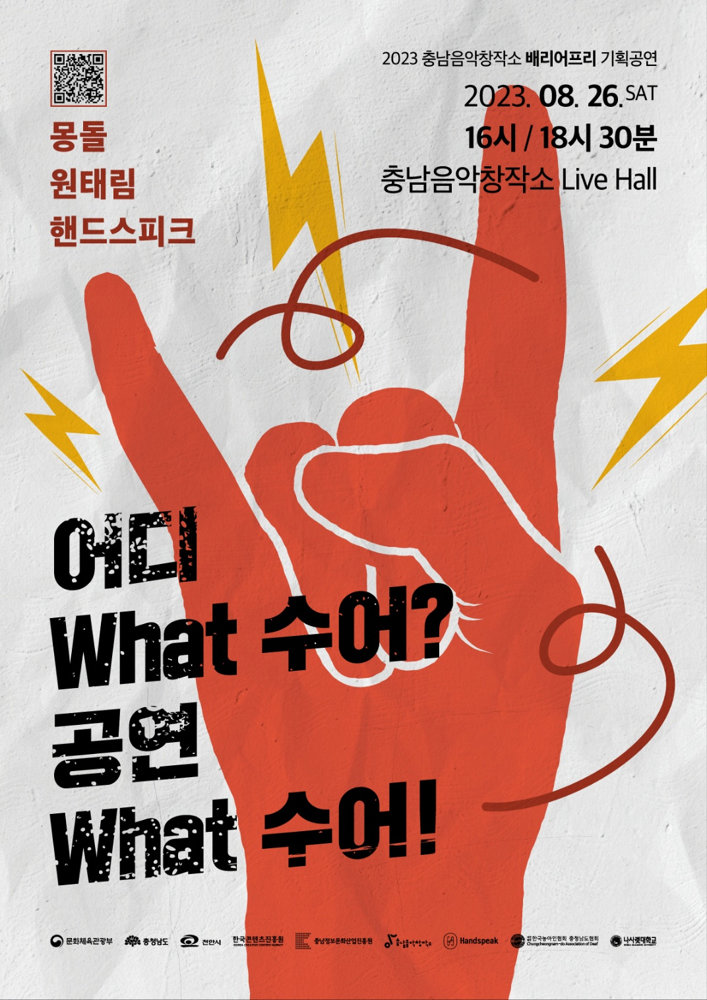 2023 충남음악창작소 배리어프리 기획공연
2023. 08. 26.SAT
16시 / 18시 30분
충남음악창작소 Live Hall
몽돌
원태림
핸드스피크
어디
What 수어?
공연
What 수어!
문화체육관광부
충청남도
천안시
한국콘텐츠진흥원
KOREA CREATIVE CONTENT AGENCY
충남정보문화산업진흥원
충남음악창작소
Handspeak
한국농아인협회 충청남도협회
Chungcheongnam-do Association of Deaf
나사렛대학교
KOREA NAZARENE UNIVERSITY